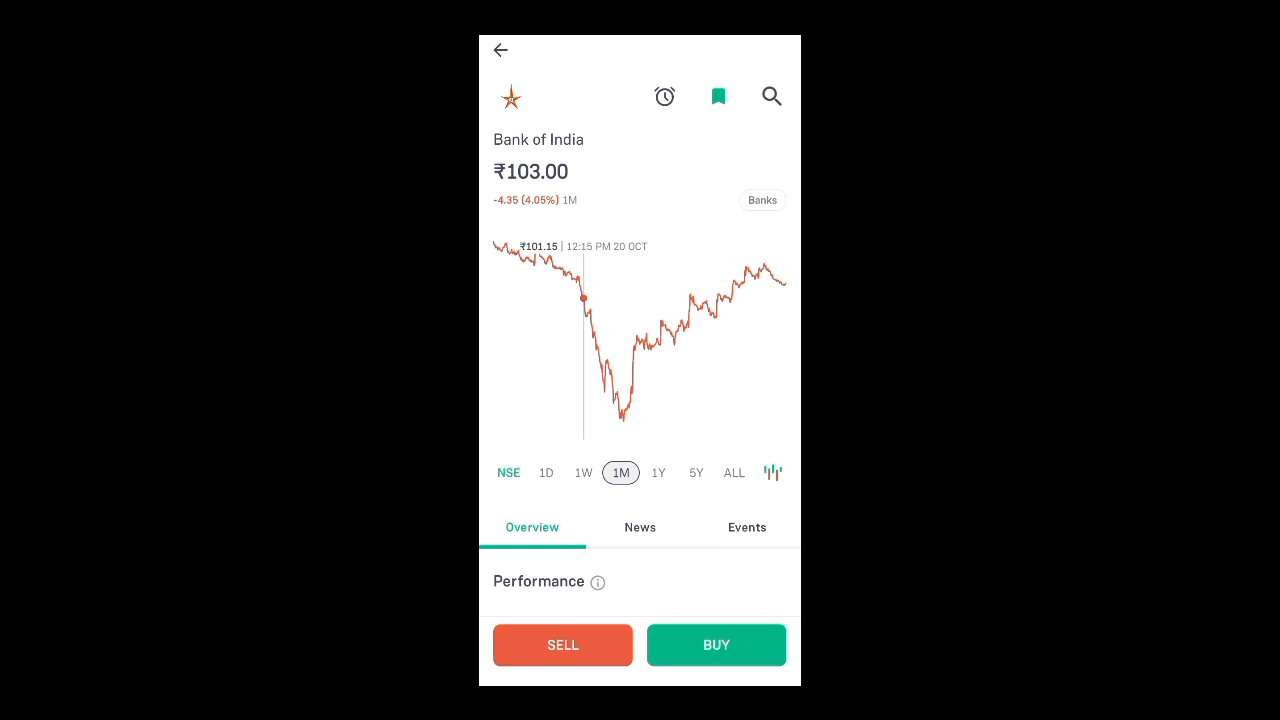 Bank of India
₹103.00
-4.35 (4.05%) 1M
Banks
₹101.15 | 12:15 PM 20 OCT
NSE 1D 1W 1M 1Y 5Y ALL
Overview News Events
Performance
SELL BUY